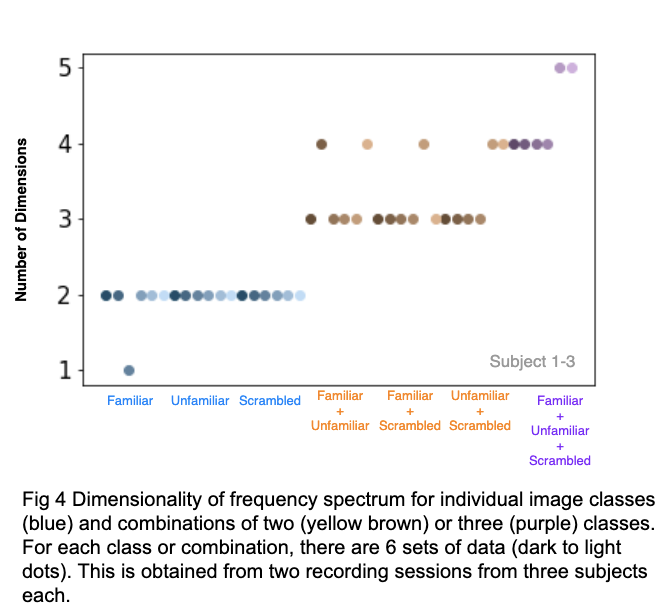 Number of Dimensions
5
4
3
2
1
Subject 1-3
Familiar
Unfamiliar
Scrambled
Familiar
+
Unfamiliar
Familiar
+
Scrambled
Unfamiliar
+
Scrambled
Familiar
+
Unfamiliar
+
Scrambled
Fig 4 Dimensionality of frequency spectrum for individual image classes
(blue) and combinations of two (yellow brown) or three (purple) classes.
For each class or combination, there are 6 sets of data (dark to light
dots). This is obtained from two recording sessions from three subjects
each.